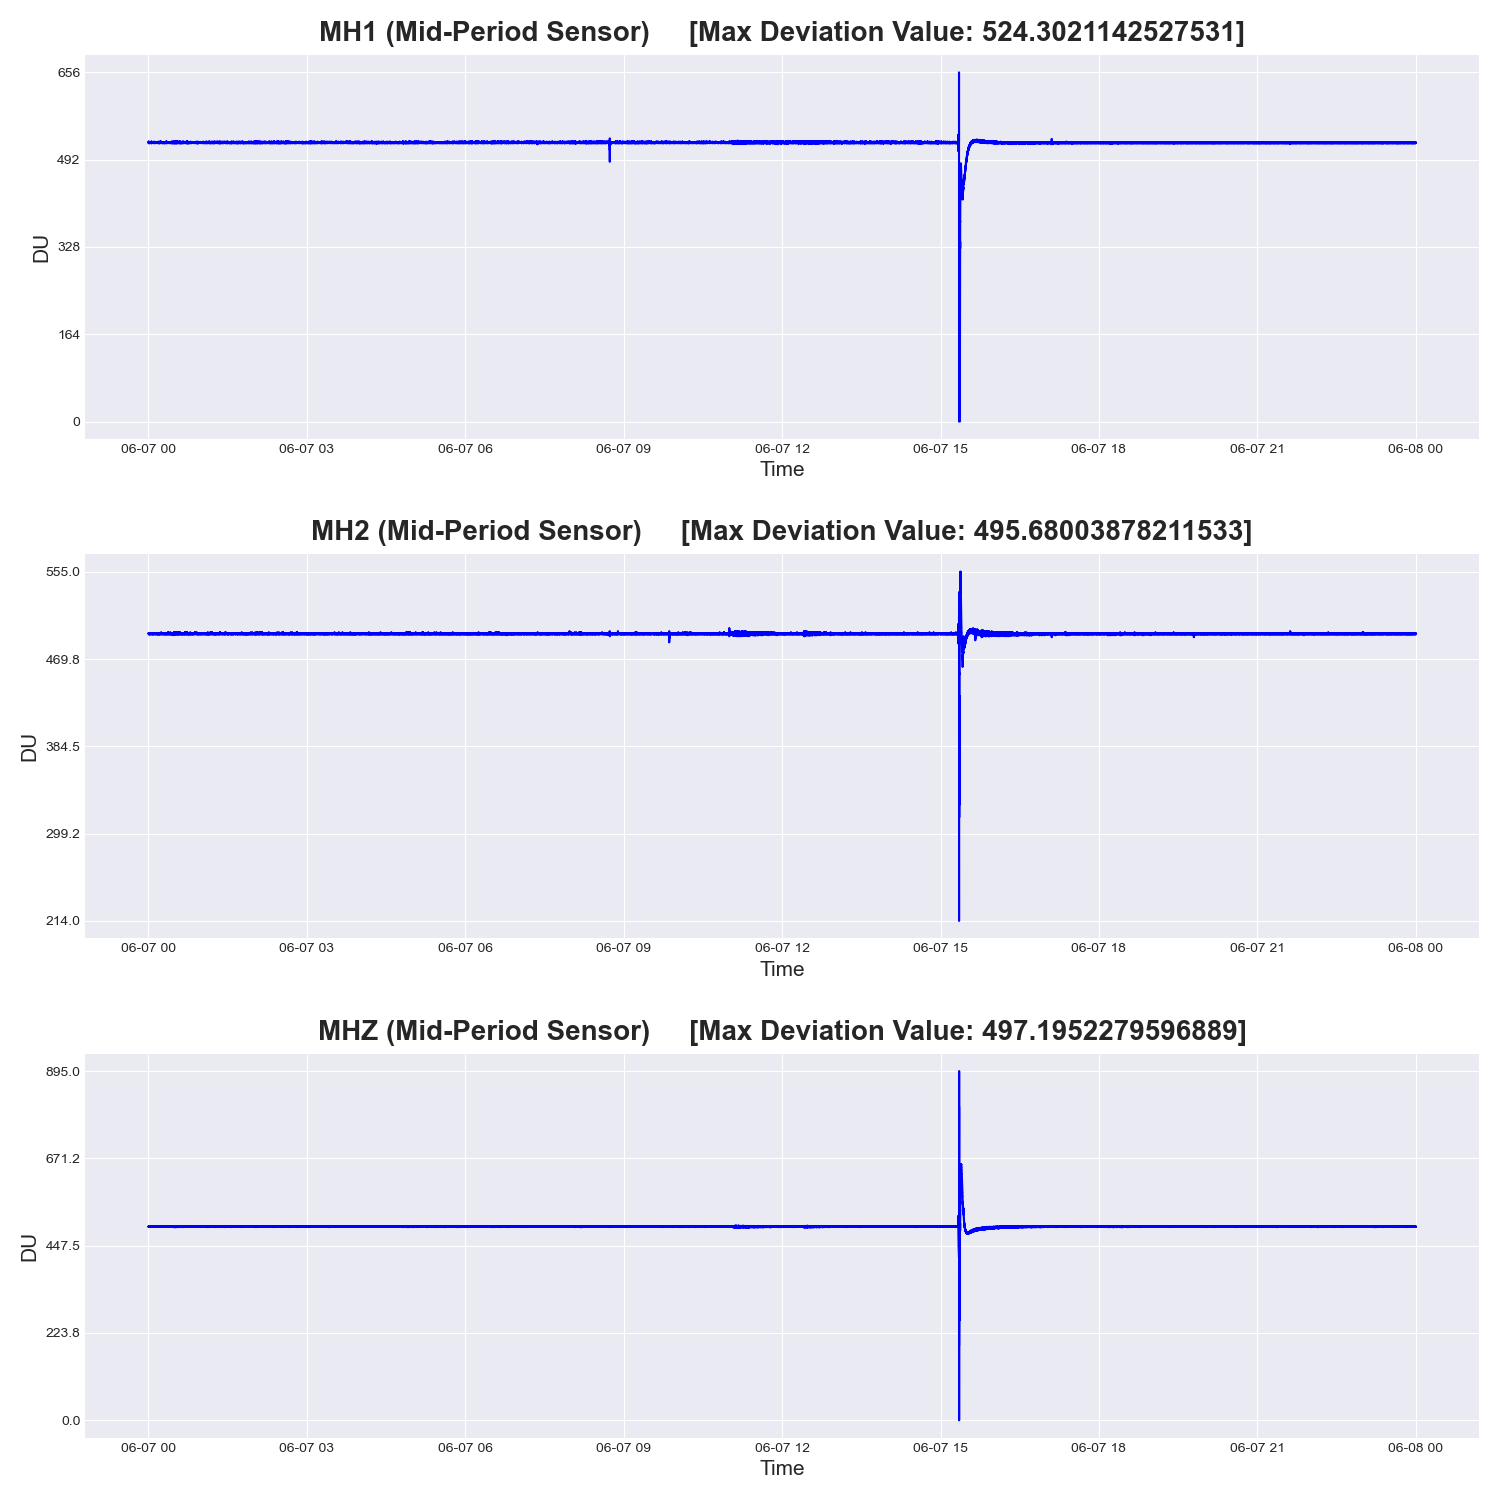 MH1 (Mid-Period Sensor) [Max Deviation Value: 524.3021142527531]
656
492
328
164
0
DU
06-07 00 06-07 03 06-07 06 06-07 09 06-07 12 06-07 15 06-07 18 06-07 21 06-08 00
Time
MH2 (Mid-Period Sensor) [Max Deviation Value: 495.68003878211533]
555.0
469.8
384.5
299.2
214.0
DU
06-07 00 06-07 03 06-07 06 06-07 09 06-07 12 06-07 15 06-07 18 06-07 21 06-08 00
Time
MHZ (Mid-Period Sensor) [Max Deviation Value: 497.1952279596889]
895.0
671.2
447.5
223.8
0.0
DU
06-07 00 06-07 03 06-07 06 06-07 09 06-07 12 06-07 15 06-07 18 06-07 21 06-08 00
Time